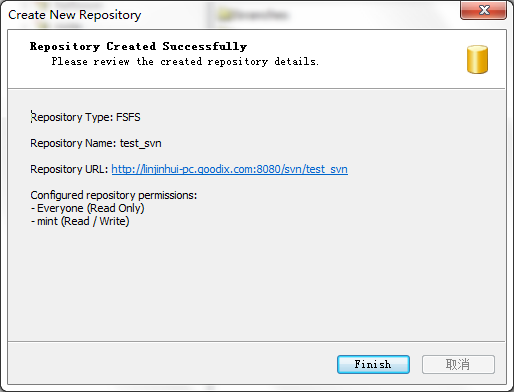 Create New Repository
Repository Created Successfully
Please review the created repository details.
Repository Type: FSFS
Repository Name: test_svn
Repository URL: http://linjinhui-pc.goodix.com:8080/svn/test_svn
Configured repository permissions:
- Everyone (Read Only)
- mint (Read / Write)
Finish
取消